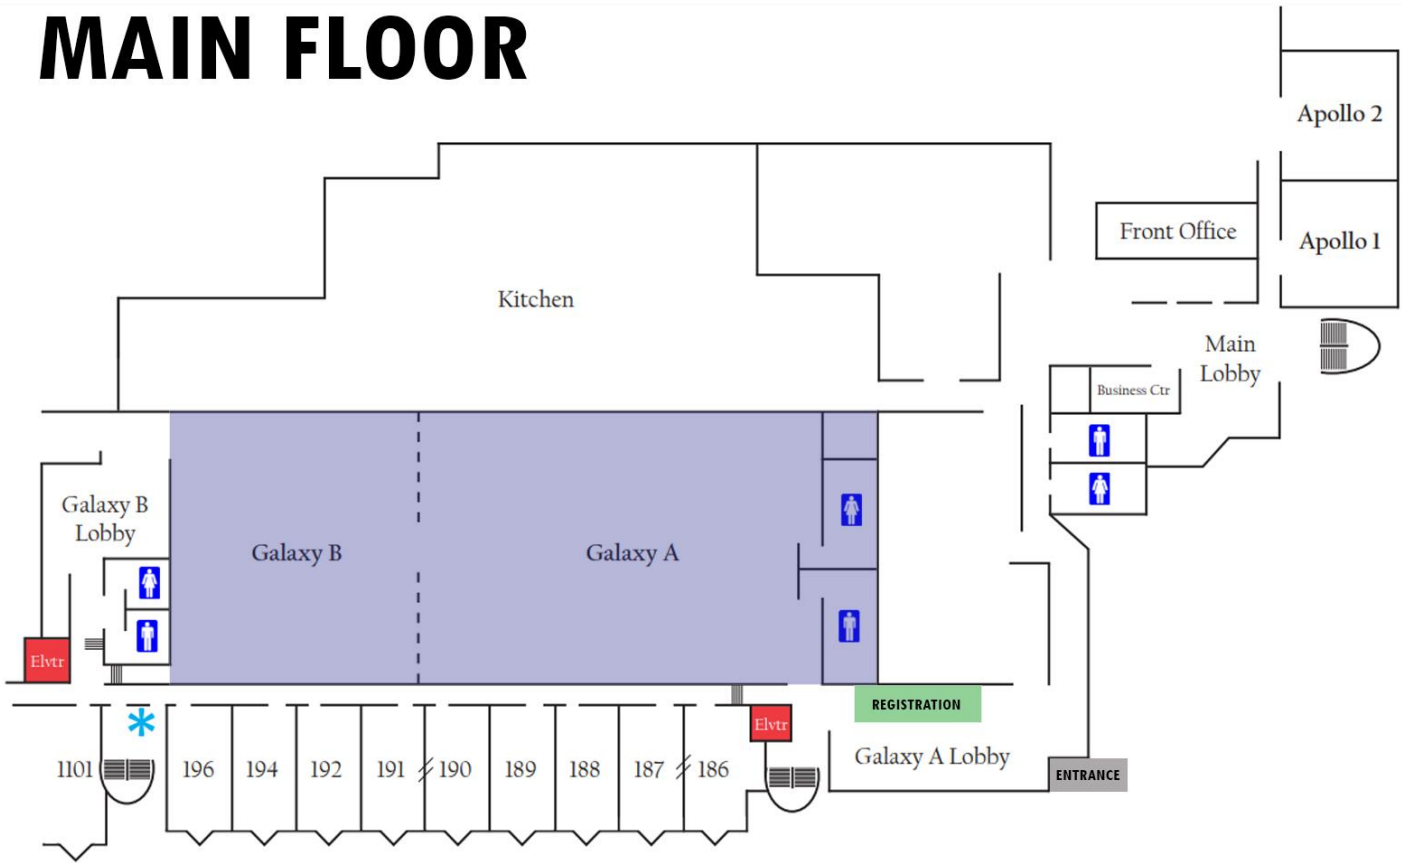 MAIN FLOOR
Apollo 2
Front Office
Apollo 1
Kitchen
Main
Lobby
Business Ctr
Galaxy B
Lobby
Galaxy B
Galaxy A
Elvtr
REGISTRATION
*
Elvtr
1101
196
194
192
191
190
189
188
187
186
Galaxy A Lobby
ENTRANCE